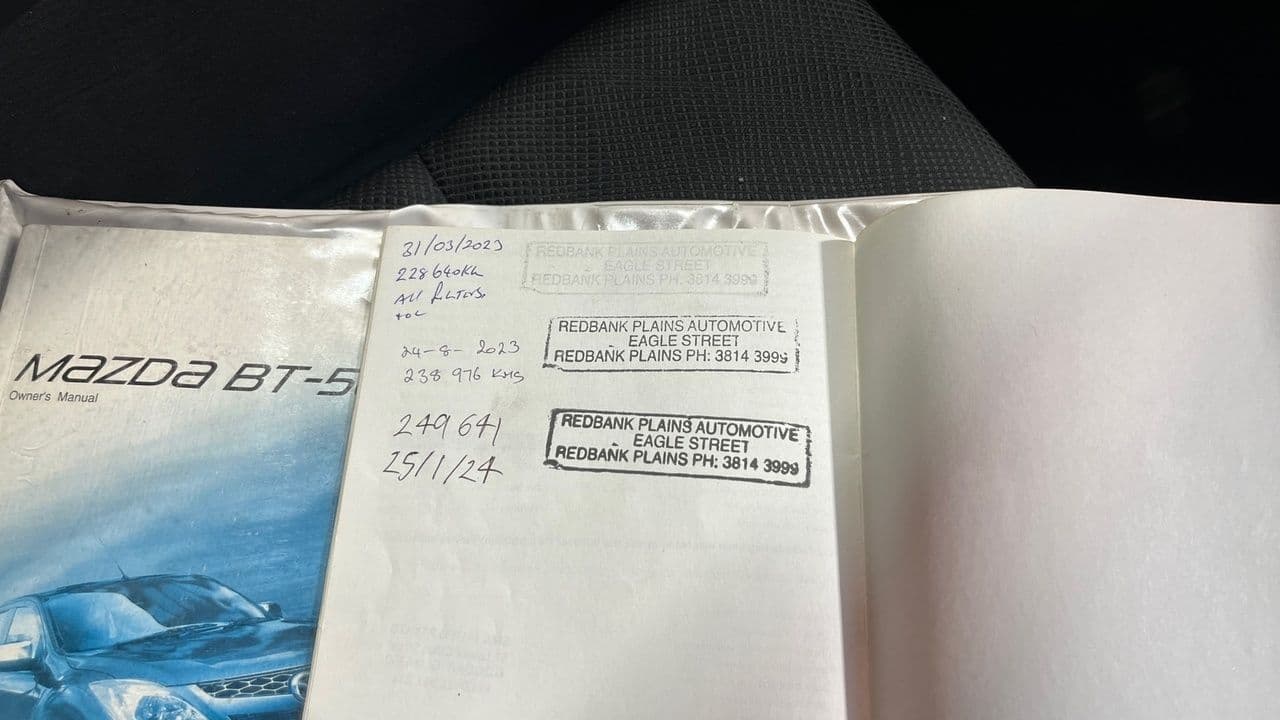 MAZDA BT-5
Owner's Manual
31/03/2023
228640KM
All Filters
REDBANK PLAINS AUTOMOTIVE
EAGLE STREET
REDBANK PLAINS PH: 3814 3999
24-8-2023
238 976 KMS
REDBANK PLAINS AUTOMOTIVE
EAGLE STREET
REDBANK PLAINS PH: 3814 3999
249 641
25/1/24
REDBANK PLAINS AUTOMOTIVE
EAGLE STREET
REDBANK PLAINS PH: 3814 3999